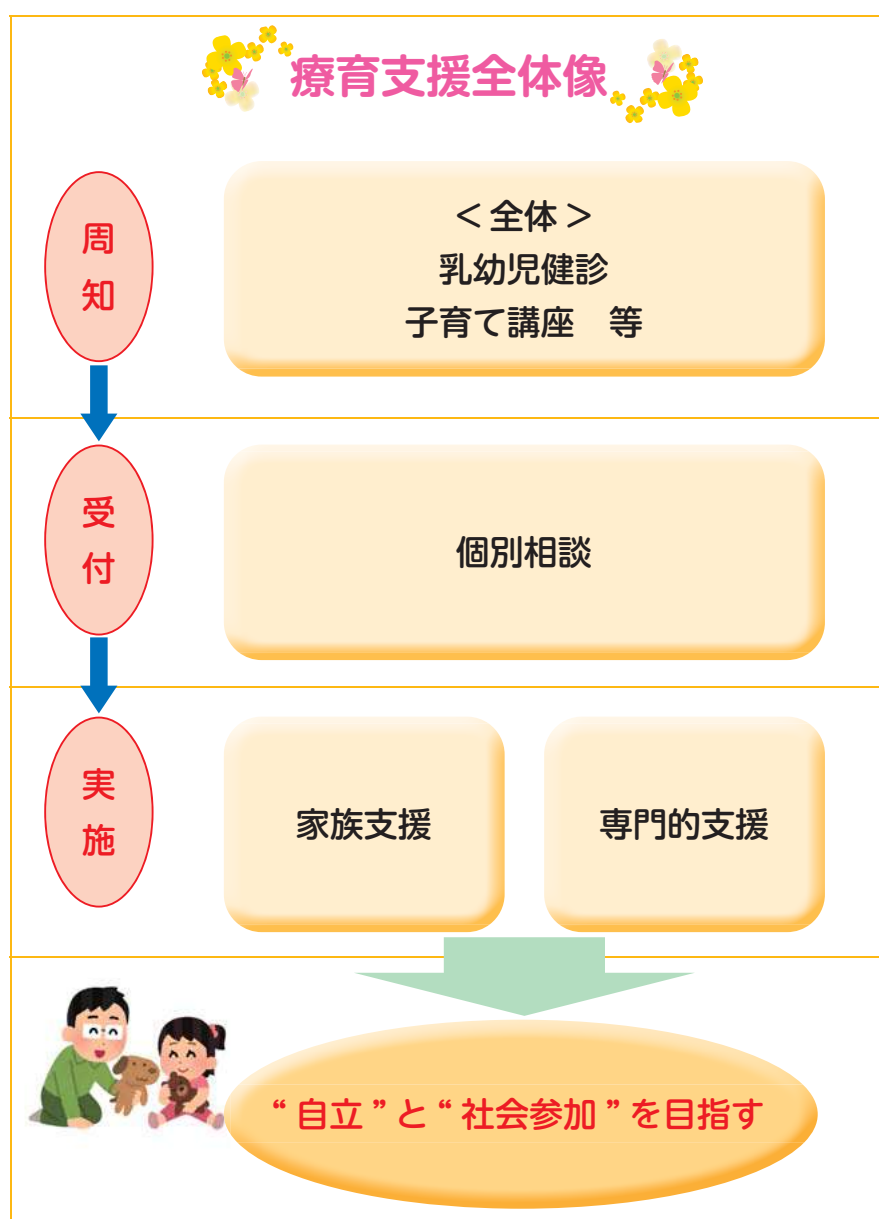 療育支援全体像
周知
＜全体＞
乳幼児健診
子育て講座　等
受付
個別相談
実施
家族支援
専門的支援
“自立”と“社会参加”を目指す